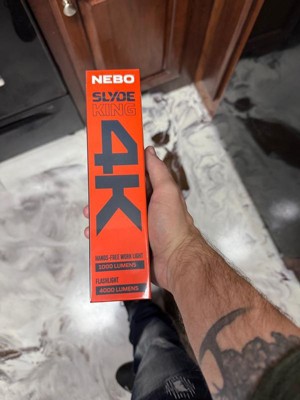 NEBO
SLYDE
KING
4K
HANDS-FREE WORK LIGHT
2000 LUMENS
FLASHLIGHT
4000 LUMENS